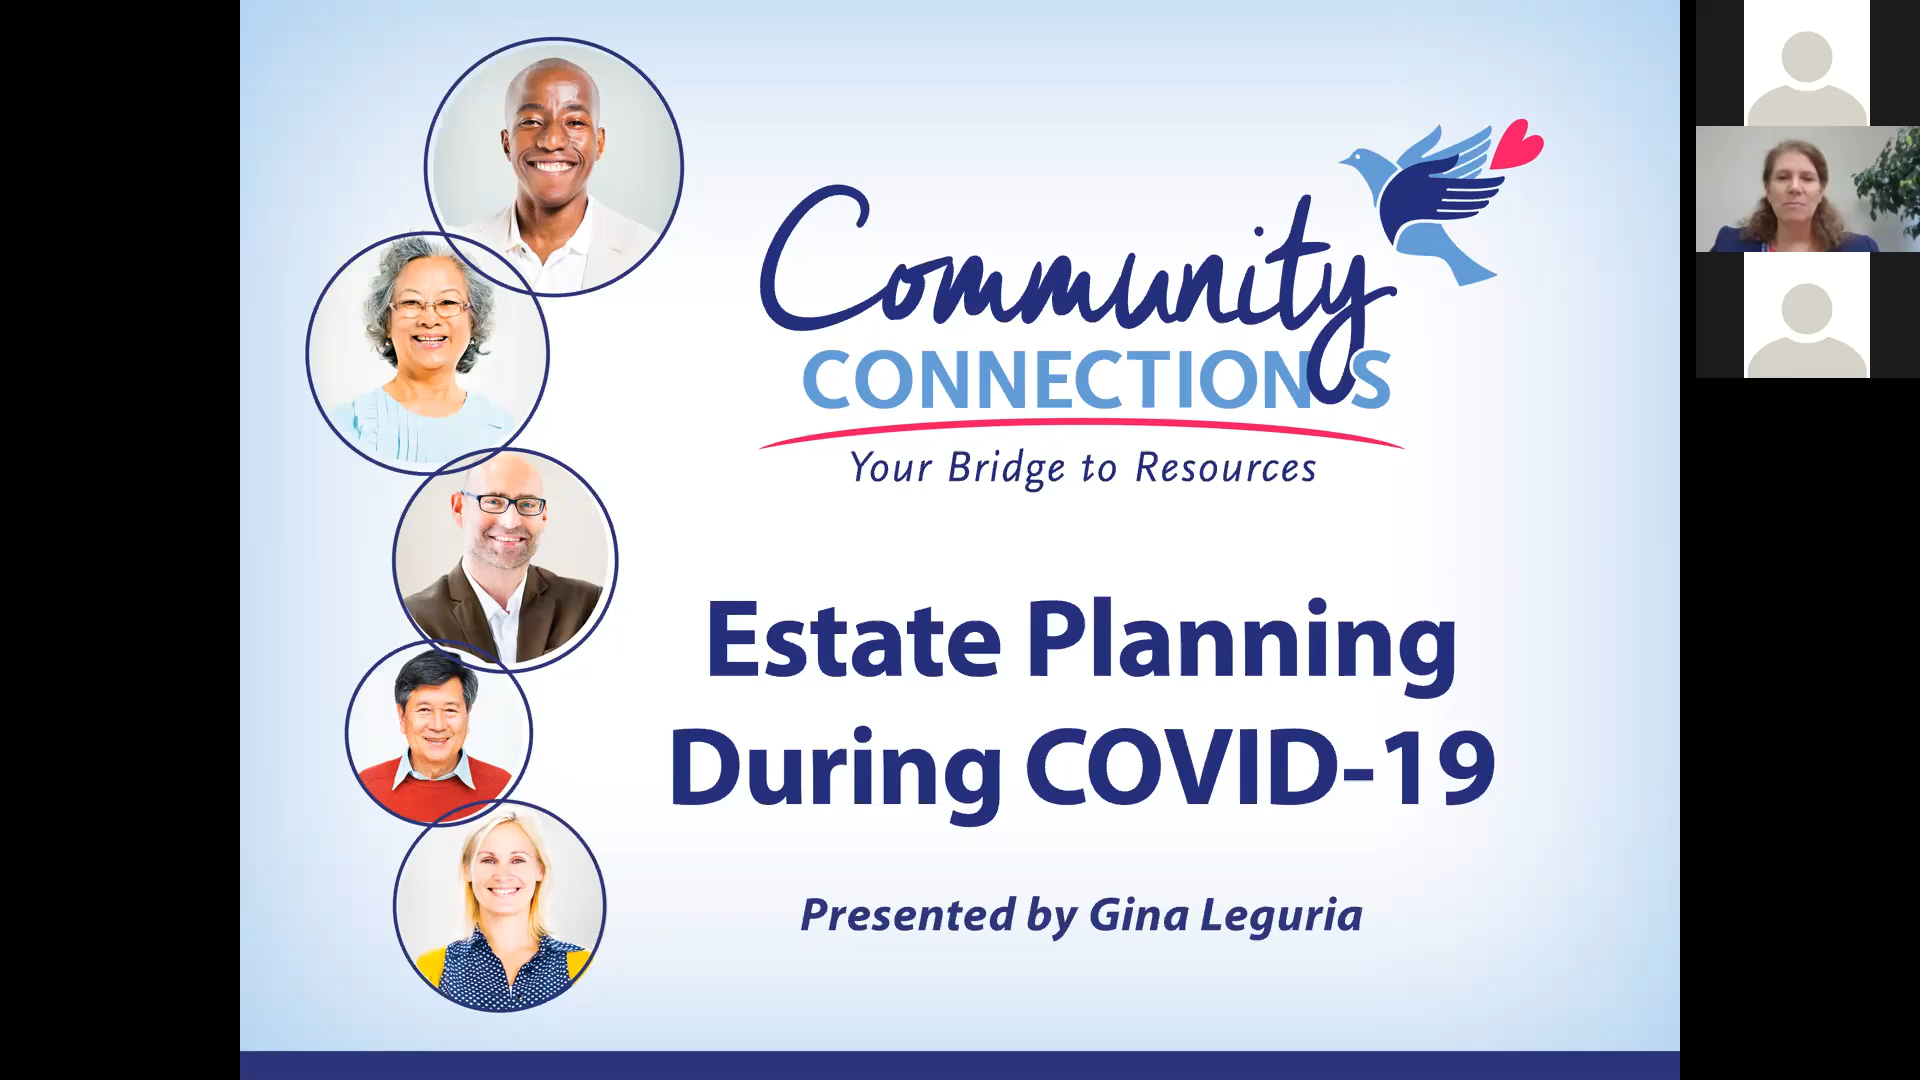 Community
CONNECTIONS
Your Bridge to Resources
Estate Planning
During COVID-19
Presented by Gina Leguria